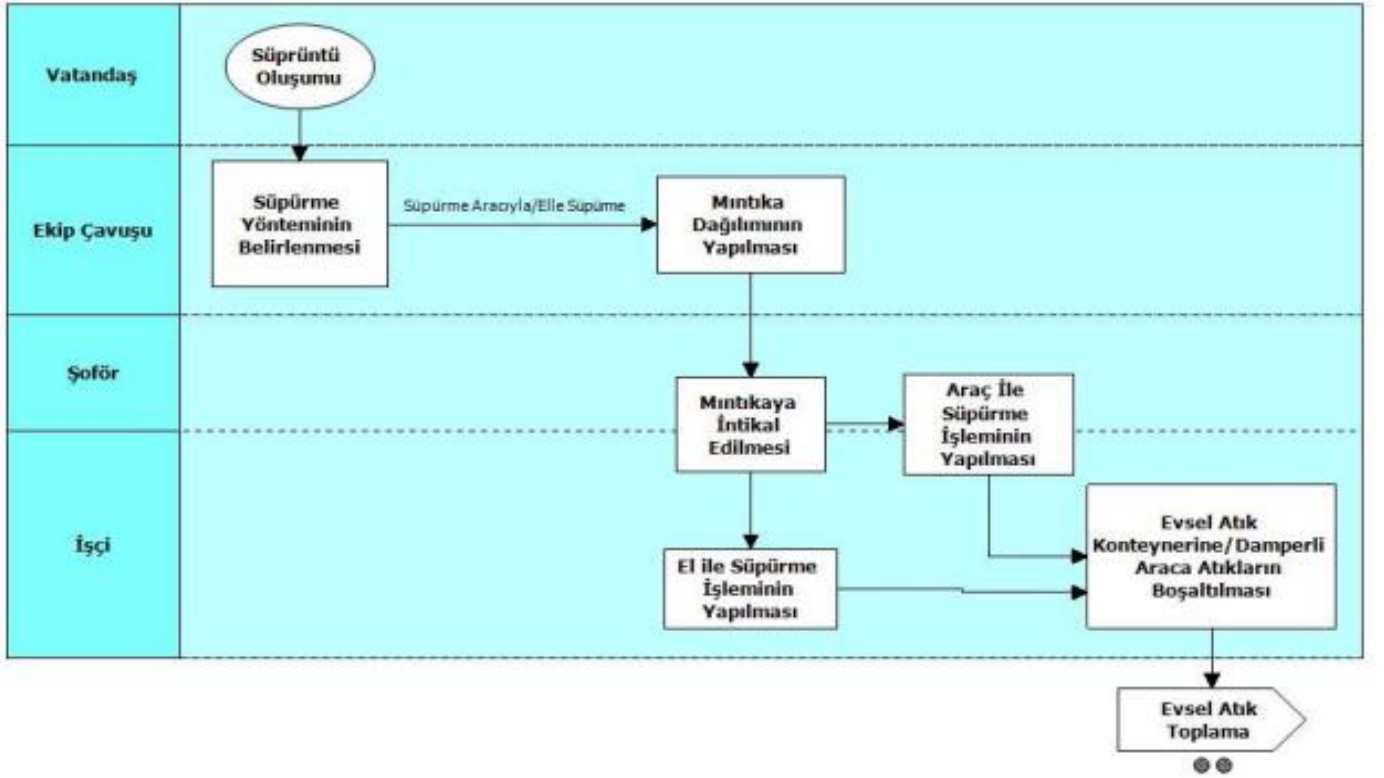 Vatandaş
Süprüntü
Oluşumu
Ekip Çavuşu
Süpürme
Yönteminin
Belirlenmesi
Süpürme Aracıyla/Elle Süpüme
Mıntıka
Dağılımının
Yapılması
Şoför
Mıntıkaya
İntikal
Edilmesi
Araç İle
Süpürme
İşleminin
Yapılması
İşçi
El ile Süpürme
İşleminin
Yapılması
Evsel Atık
Konteynerine/Damperli
Araca Atıkların
Boşaltılması
Evsel Atık
Toplama